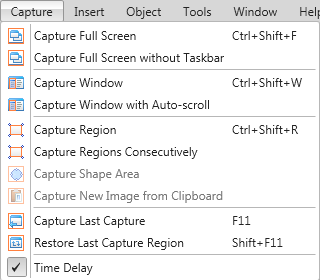 Capture Insert Object Tools Window Help
Capture Full Screen Ctrl+Shift+F
Capture Full Screen without Taskbar
Capture Window Ctrl+Shift+W
Capture Window with Auto-scroll
Capture Region Ctrl+Shift+R
Capture Regions Consecutively
Capture Shape Area
Capture New Image from Clipboard
Capture Last Capture F11
Restore Last Capture Region Shift+F11
Time Delay